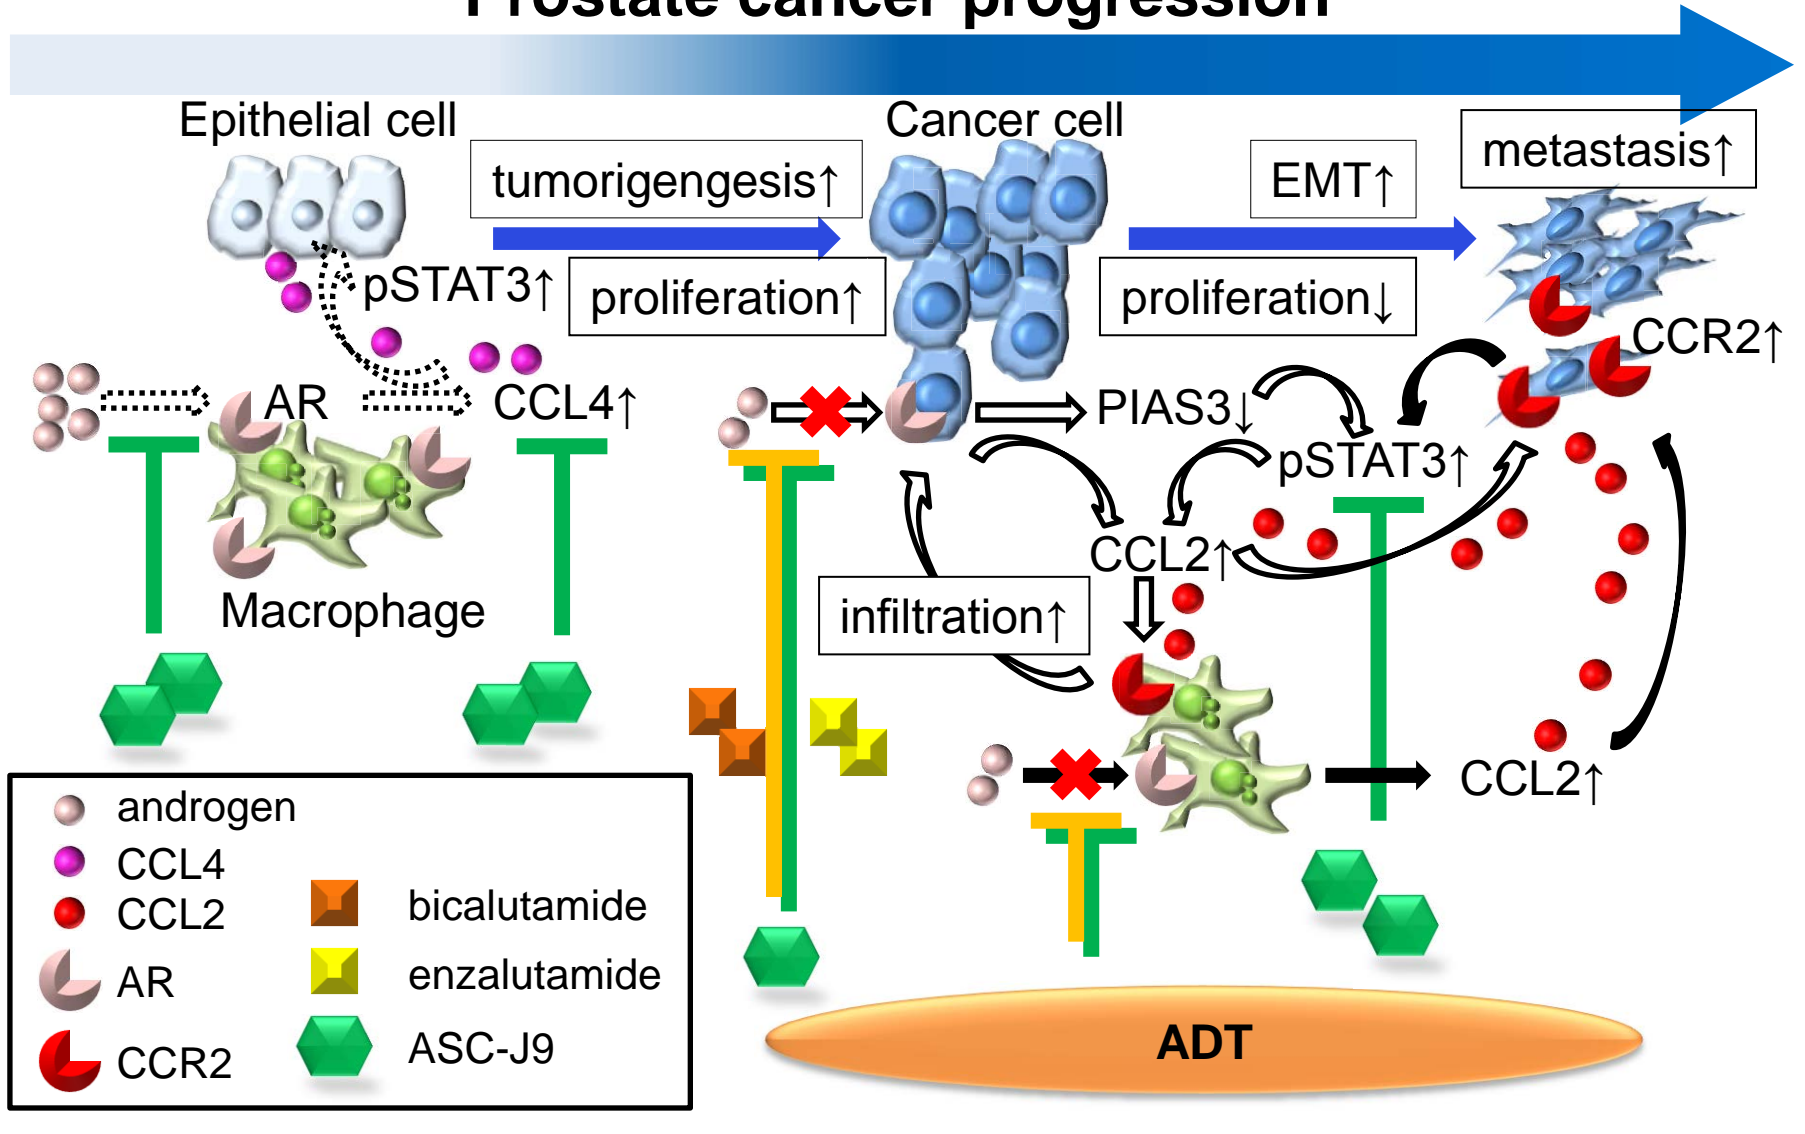 Prostate cancer progression
Epithelial cell
Cancer cell
metastasis↑
tumorigengesis↑
EMT↑
pSTAT3↑
proliferation↑
proliferation↓
CCR2↑
AR
CCL4↑
PIAS3↓
pSTAT3↑
CCL2↑
Macrophage
infiltration↑
CCL2↑
androgen
CCL4
CCL2
AR
CCR2
bicalutamide
enzalutamide
ASC-J9
ADT